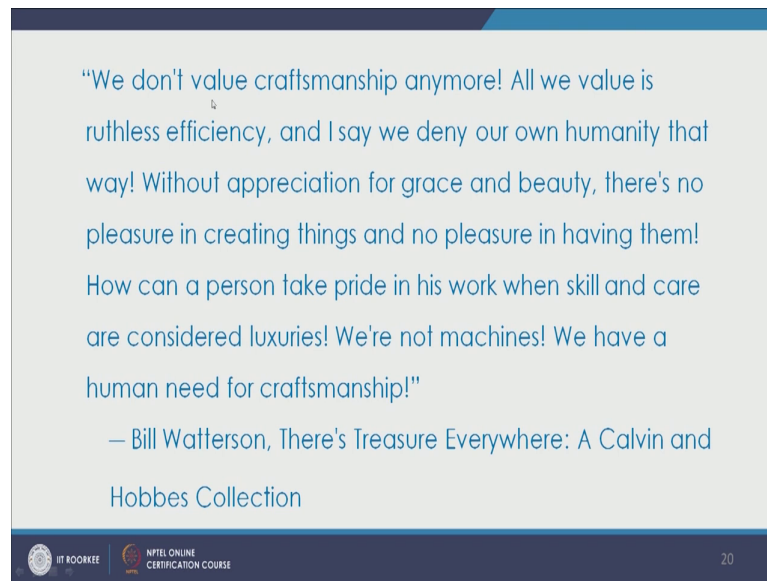 “We don't value craftsmanship anymore! All we value is
ruthless efficiency, and I say we deny our own humanity that
way! Without appreciation for grace and beauty, there's no
pleasure in creating things and no pleasure in having them!
How can a person take pride in his work when skill and care
are considered luxuries! We're not machines! We have a
human need for craftsmanship!”
— Bill Watterson, There's Treasure Everywhere: A Calvin and
Hobbes Collection
IIT ROORKEE
NPTEL ONLINE
CERTIFICATION COURSE
NPTEL
20